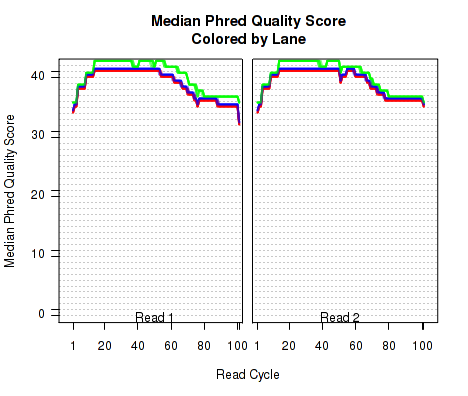 Median Phred Quality Score
Colored by Lane
Median Phred Quality Score
40
30
20
10
0
Read 1
Read 2
1 20 40 60 80 100
1 20 40 60 80 100
Read Cycle